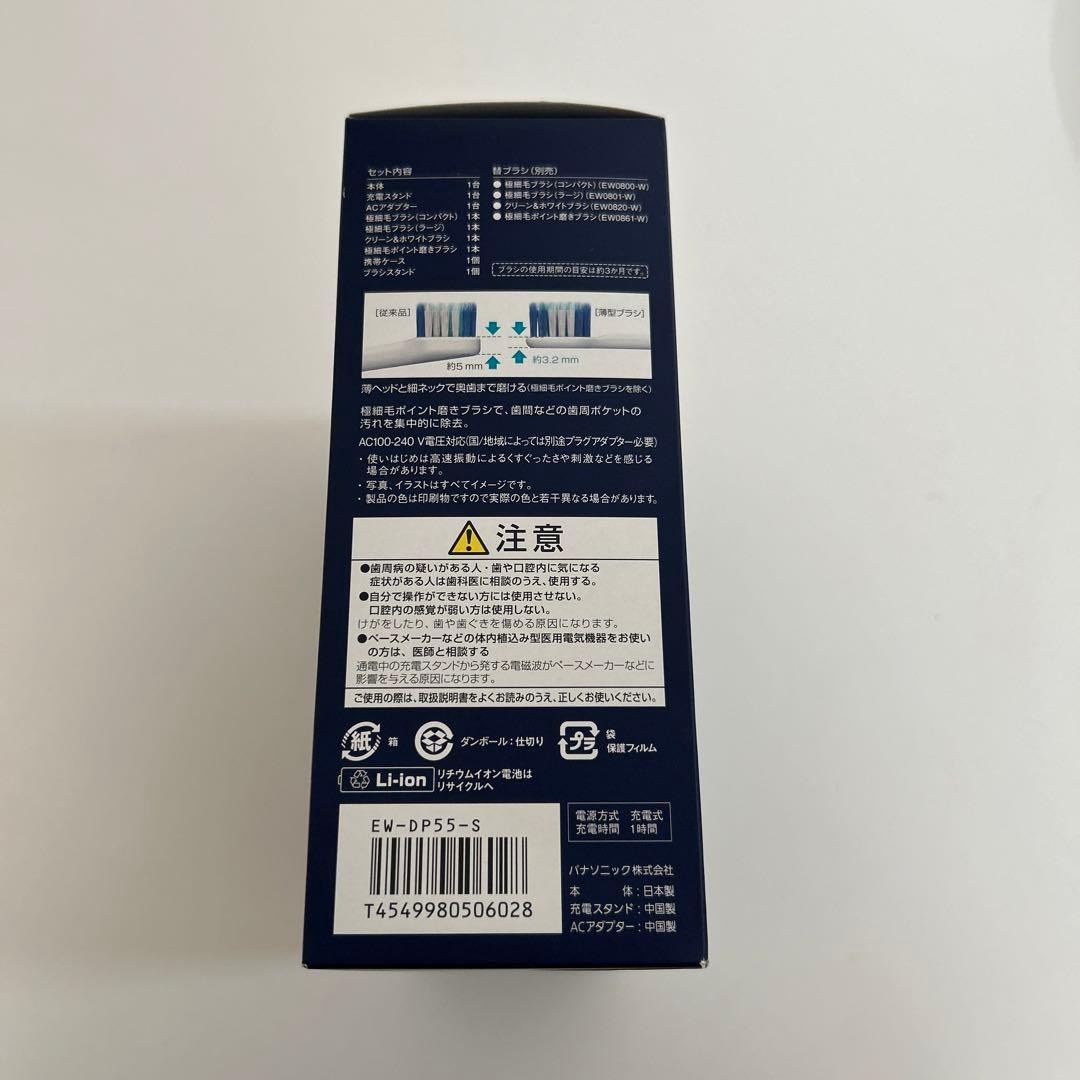 セット内容
本体 1台
充電スタンド 1台
ACアダプター 1台
極細毛ブラシ(コンパクト) 1本
極細毛ブラシ(ラージ) 1本
クリーン&ホワイトブラシ 1本
極細毛ポイント磨きブラシ 1本
携帯ケース 1個
ブラシスタンド 1個
替ブラシ(別売)
●極細毛ブラシ(コンパクト)(EW0800-W)
●極細毛ブラシ(ラージ)(EW0801-W)
●クリーン&ホワイトブラシ(EW0820-W)
●極細毛ポイント磨きブラシ(EW0861-W)
ブラシの使用期間の目安は約3か月です。
[従来品]
約5mm
[薄型ブラシ]
約3.2 mm
薄ヘッドと細ネックで奥歯まで磨ける(極細毛ポイント磨きブラシを除く)
極細毛ポイント磨きブラシで、歯間などの歯周ポケットの
汚れを集中的に除去。
AC100-240 V電圧対応(国/地域によっては別途プラグアダプター必要)
・使いはじめは高速振動によるくすぐったさや刺激などを感じる
場合があります。
・写真、イラストはすべてイメージです。
・製品の色は印刷物ですので実際の色と若干異なる場合があります。
注意
●歯周病の疑いがある人・歯や口腔内に気になる
症状がある人は歯科医に相談のうえ、使用する。
●自分で操作ができない方には使用させない。
口腔内の感覚が弱い方は使用しない。
けがをしたり、歯や歯ぐきを傷める原因になります。
●ペースメーカーなどの体内植込み型医用電気機器をお使い
の方は、医師と相談する
通電中の充電スタンドから発する電磁波がペースメーカーなどに
影響を与える原因になります。
ご使用の際は、取扱説明書をよくお読みのうえ、正しくお使いください。
紙 箱
ダンボール:仕切り
プラ 袋
保護フィルム
Li-ion リチウムイオン電池は
リサイクルへ
EW-DP55-S
T4549980506028
電源方式 充電式
充電時間 1時間
パナソニック株式会社
本 体:日本製
充電スタンド:中国製
ACアダプター:中国製